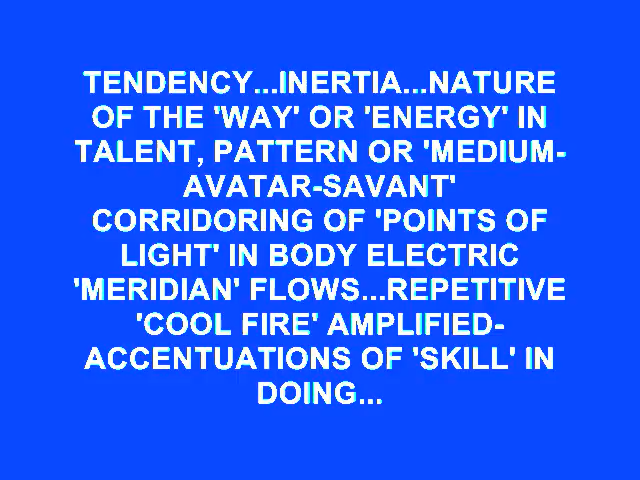 TENDENCY...INERTIA...NATURE
OF THE 'WAY' OR 'ENERGY' IN
TALENT, PATTERN OR 'MEDIUM-
AVATAR-SAVANT'
CORRIDORING OF 'POINTS OF
LIGHT' IN BODY ELECTRIC
'MERIDIAN' FLOWS...REPETITIVE
'COOL FIRE' AMPLIFIED-
ACCENTUATIONS OF 'SKILL' IN
DOING...